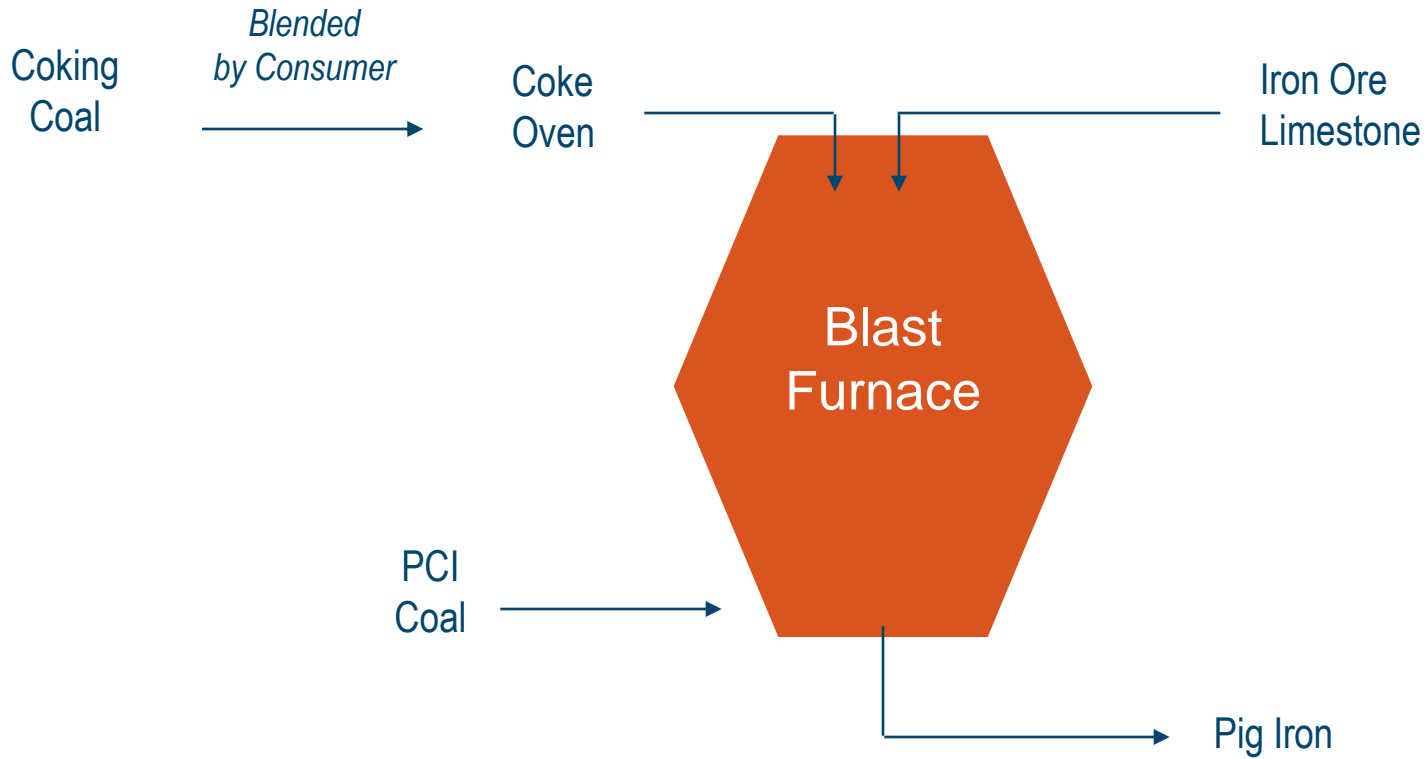 Coking
Coal
Blended
by Consumer
Coke
Oven
Iron Ore
Limestone
Blast
Furnace
PCI
Coal
Pig Iron